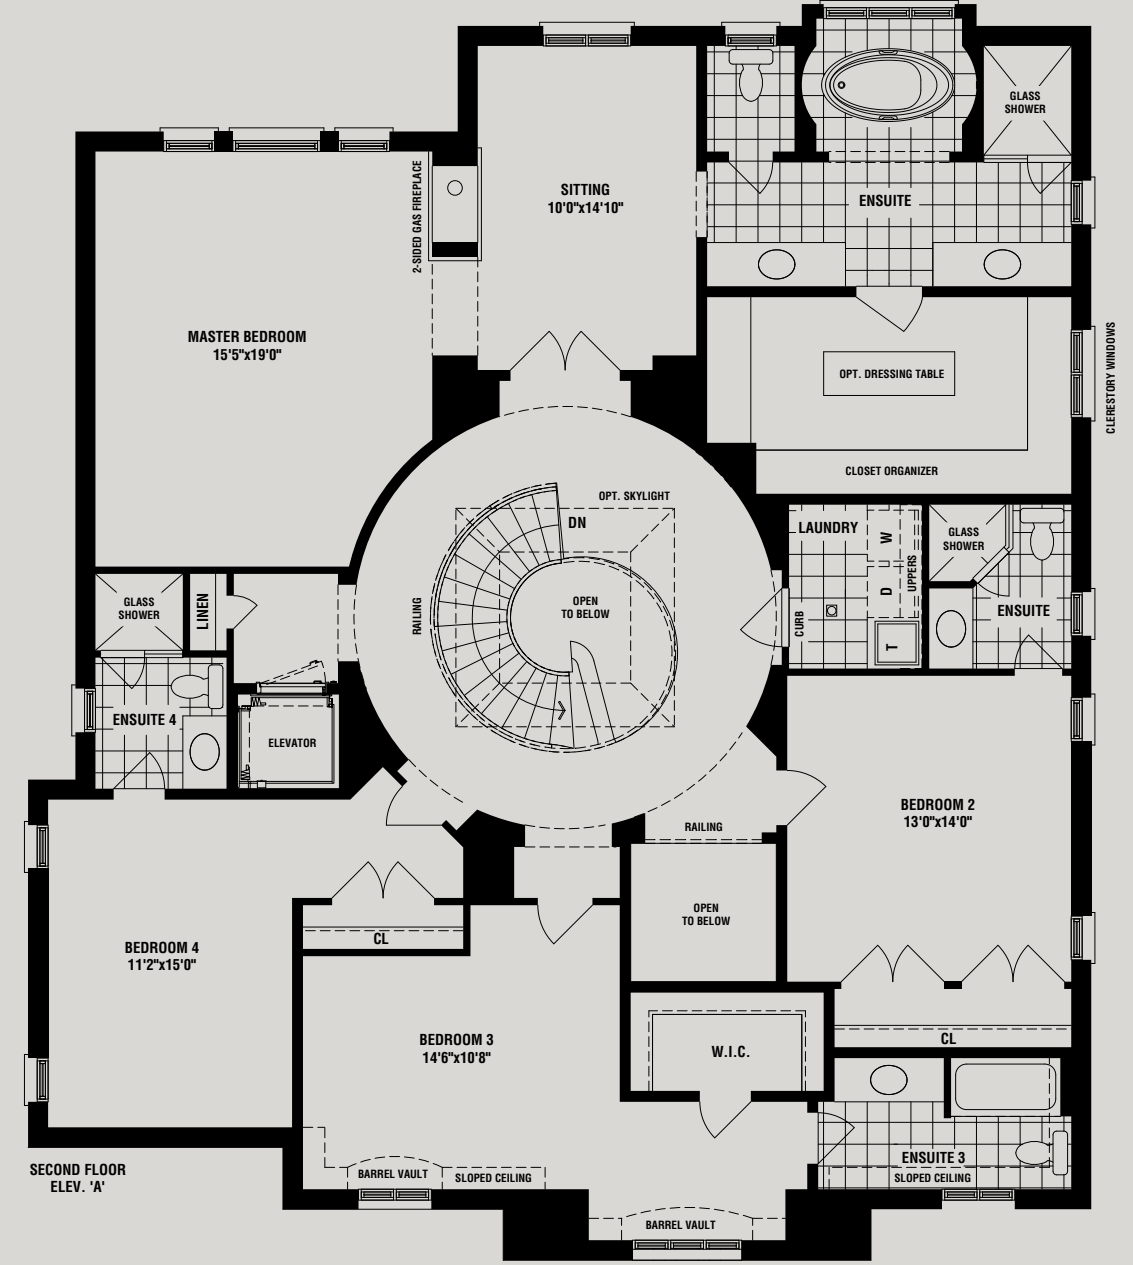 GLASS
SHOWER
ENSUITE
SITTING
10'0"x14'10"
2-SIDED GAS FIREPLACE
MASTER BEDROOM
15'5"x19'0"
OPT. DRESSING TABLE
CLERESTORY WINDOWS
CLOSET ORGANIZER
OPT. SKYLIGHT
DN
LAUNDRY
W
D
UPPERS
T
CURB
GLASS
SHOWER
ENSUITE
OPEN
TO BELOW
RAILING
GLASS
SHOWER
LINEN
ENSUITE 4
ELEVATOR
BEDROOM 2
13'0"x14'0"
RAILING
OPEN
TO BELOW
BEDROOM 4
11'2"x15'0"
CL
BEDROOM 3
14'6"x10'8"
W.I.C.
CL
ENSUITE 3
SLOPED CEILING
BARREL VAULT
SLOPED CEILING
BARREL VAULT
SECOND FLOOR
ELEV. 'A'